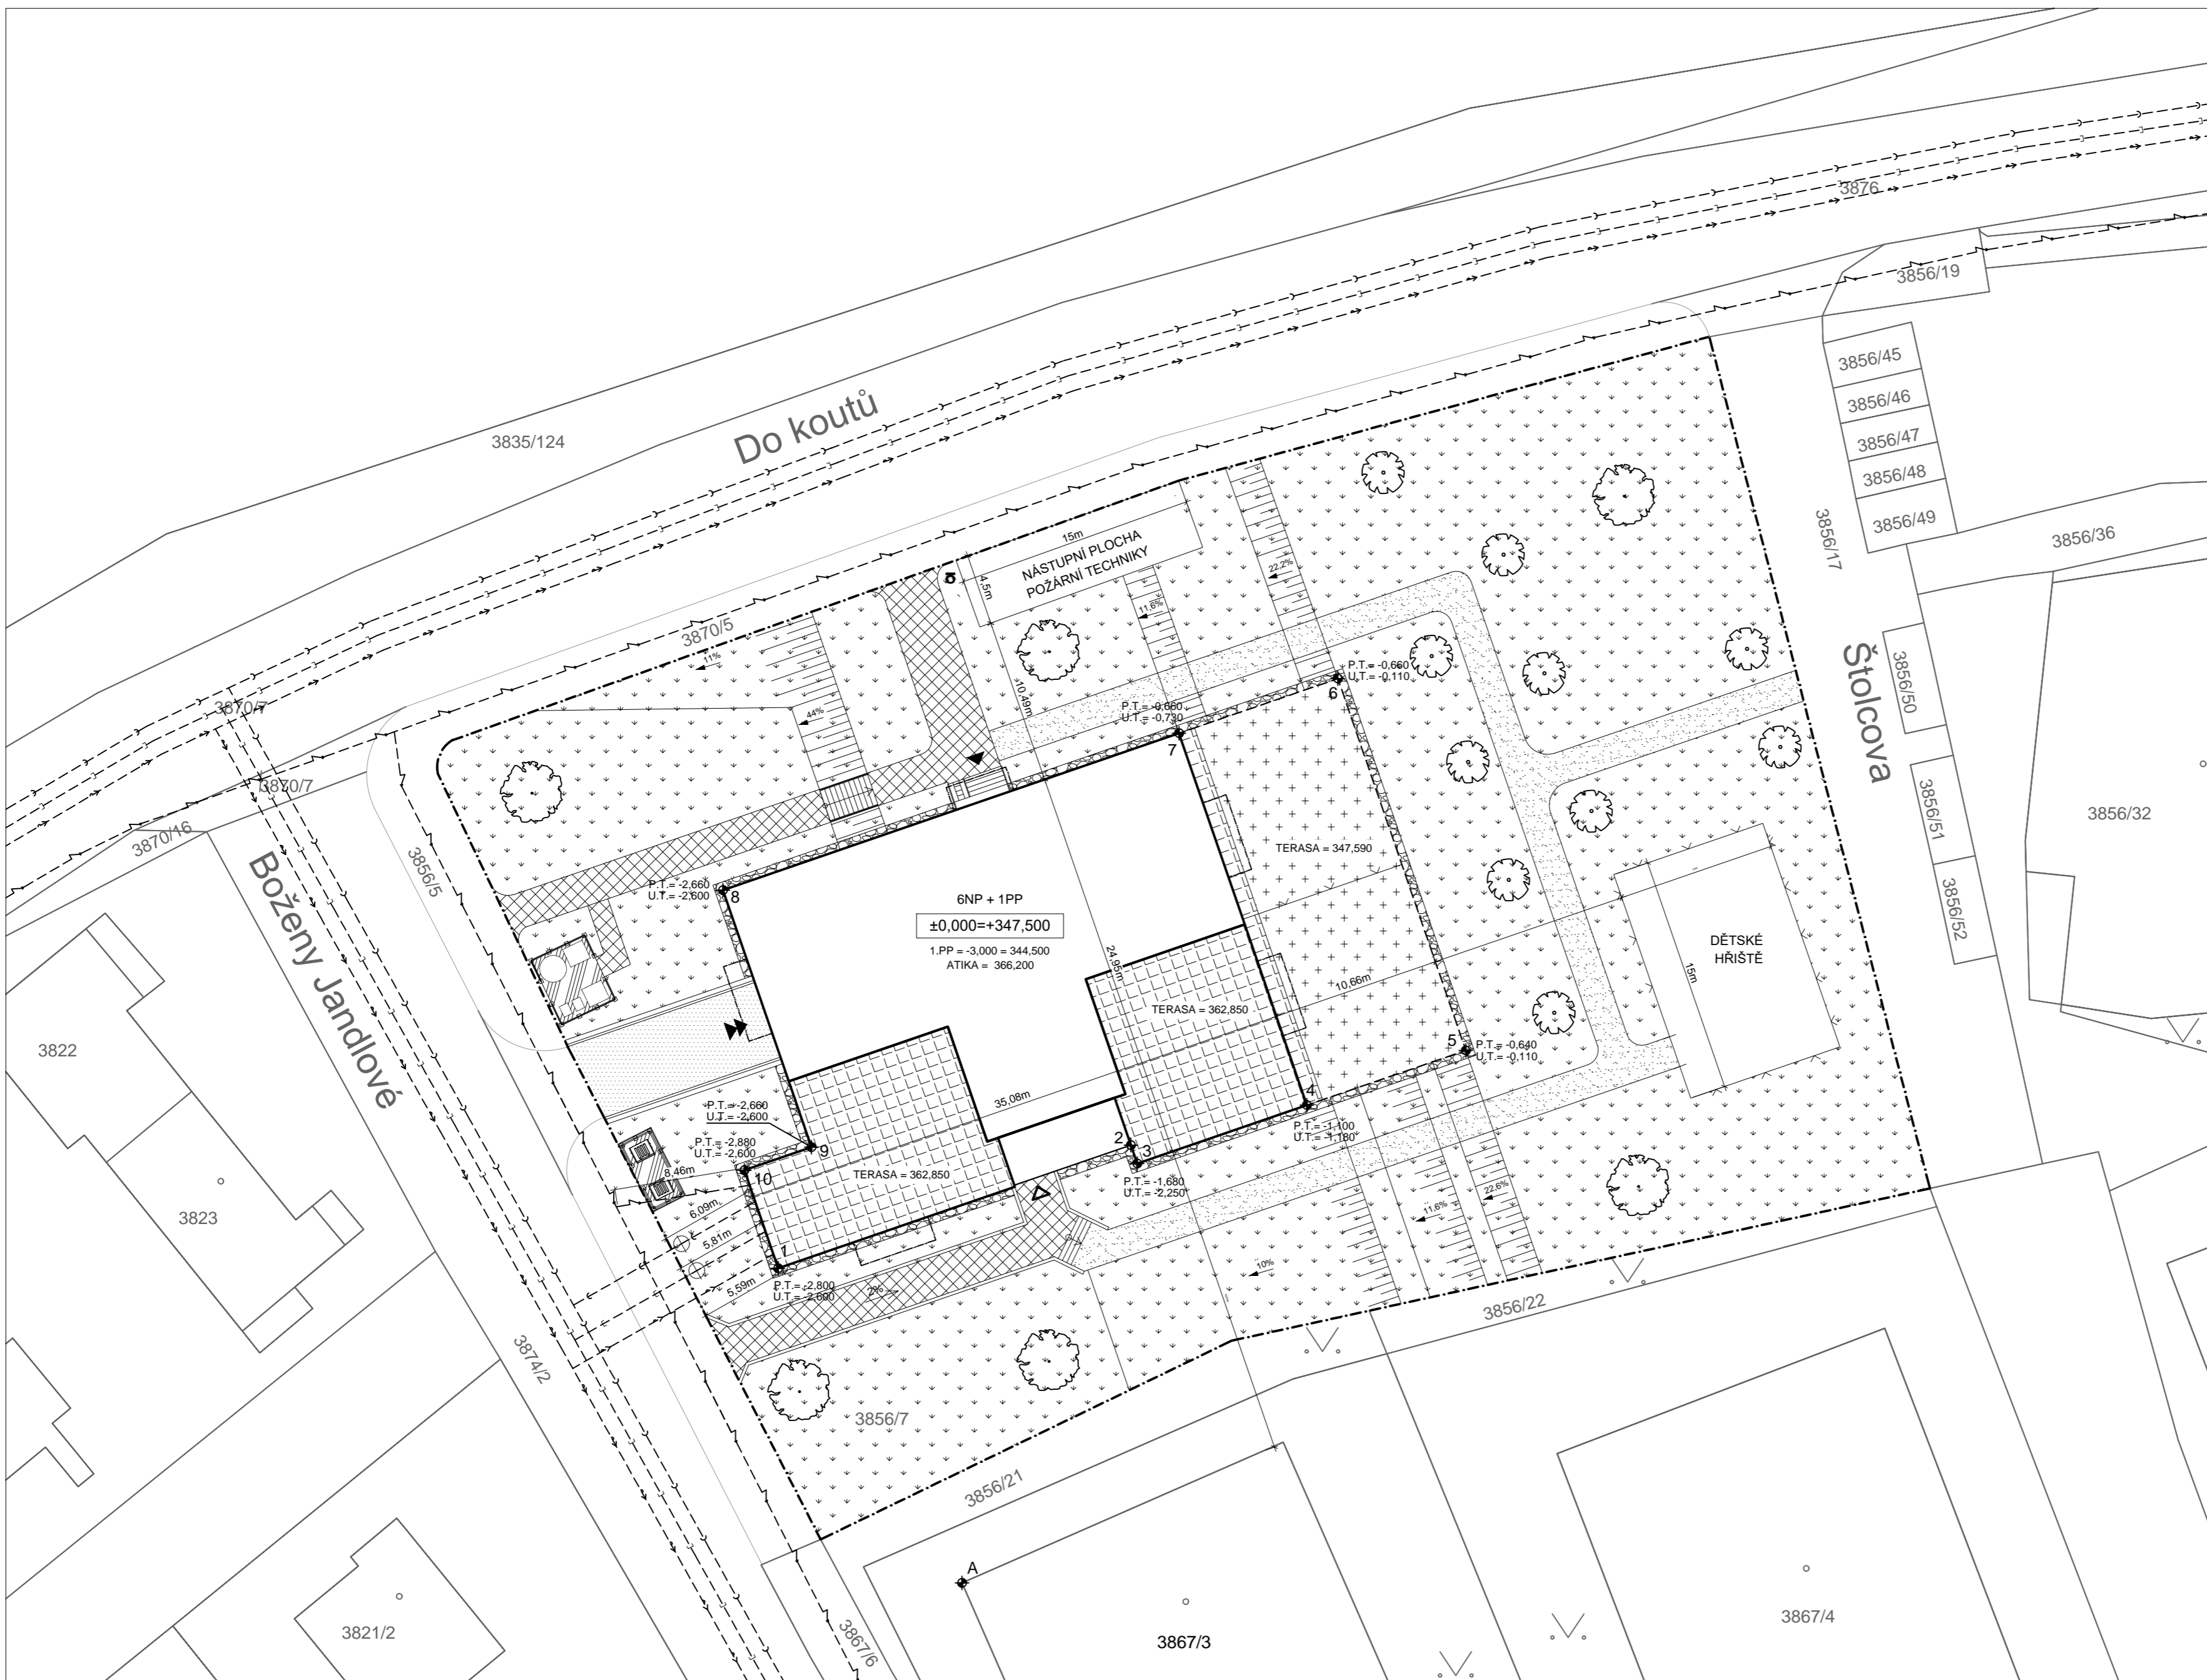 3876
3856/19
3856/45
3856/46
3856/47
3856/48
3856/49
3856/17
3856/36
Do koutů
3835/124
15m
NÁSTUPNÍ PLOCHA
POŽÁRNÍ TECHNIKY
4,5m
22,2%
11,6%
3870/5
11%
44%
10,49m
P.T.= -0,660
U.T.= -0,110
6
P.T.= -0,660
U.T.= -0,730
7
Štolcova
3856/50
3856/51
3856/52
3856/32
3870/7
3870/7
3870/16
Boženy Jandlové
3856/5
P.T.= -2,660
U.T.= -2,600
8
TERASA = 347,590
6NP + 1PP
±0,000=+347,500
1.PP = -3,000 = 344,500
ATIKA = 366,200
24,95m
DĚTSKÉ
HŘIŠTĚ
15m
10,66m
TERASA = 362,850
5
P.T.= -0,640
U.T.= -0,110
35,08m
4
P.T.= -1,100
U.T.= -1,180
P.T.= -2,660
U.T.= -2,600
9
P.T.= -2,880
U.T.= -2,600
10
8,46m
TERASA = 362,850
2
3
P.T.= -1,680
U.T.= -2,250
6,09m
5,81m
5,59m
1
P.T.= -2,800
U.T.= -2,600
2%
22,6%
11,6%
10%
3822
3823
3874/2
3856/22
3856/7
3856/21
A
3821/2
3867/6
3867/3
3867/4